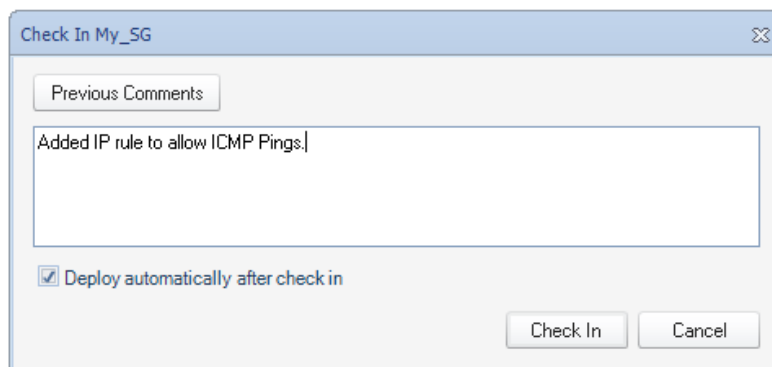 Check In My_SG
Previous Comments
Added IP rule to allow ICMP Pings.
Deploy automatically after check in
Check In
Cancel